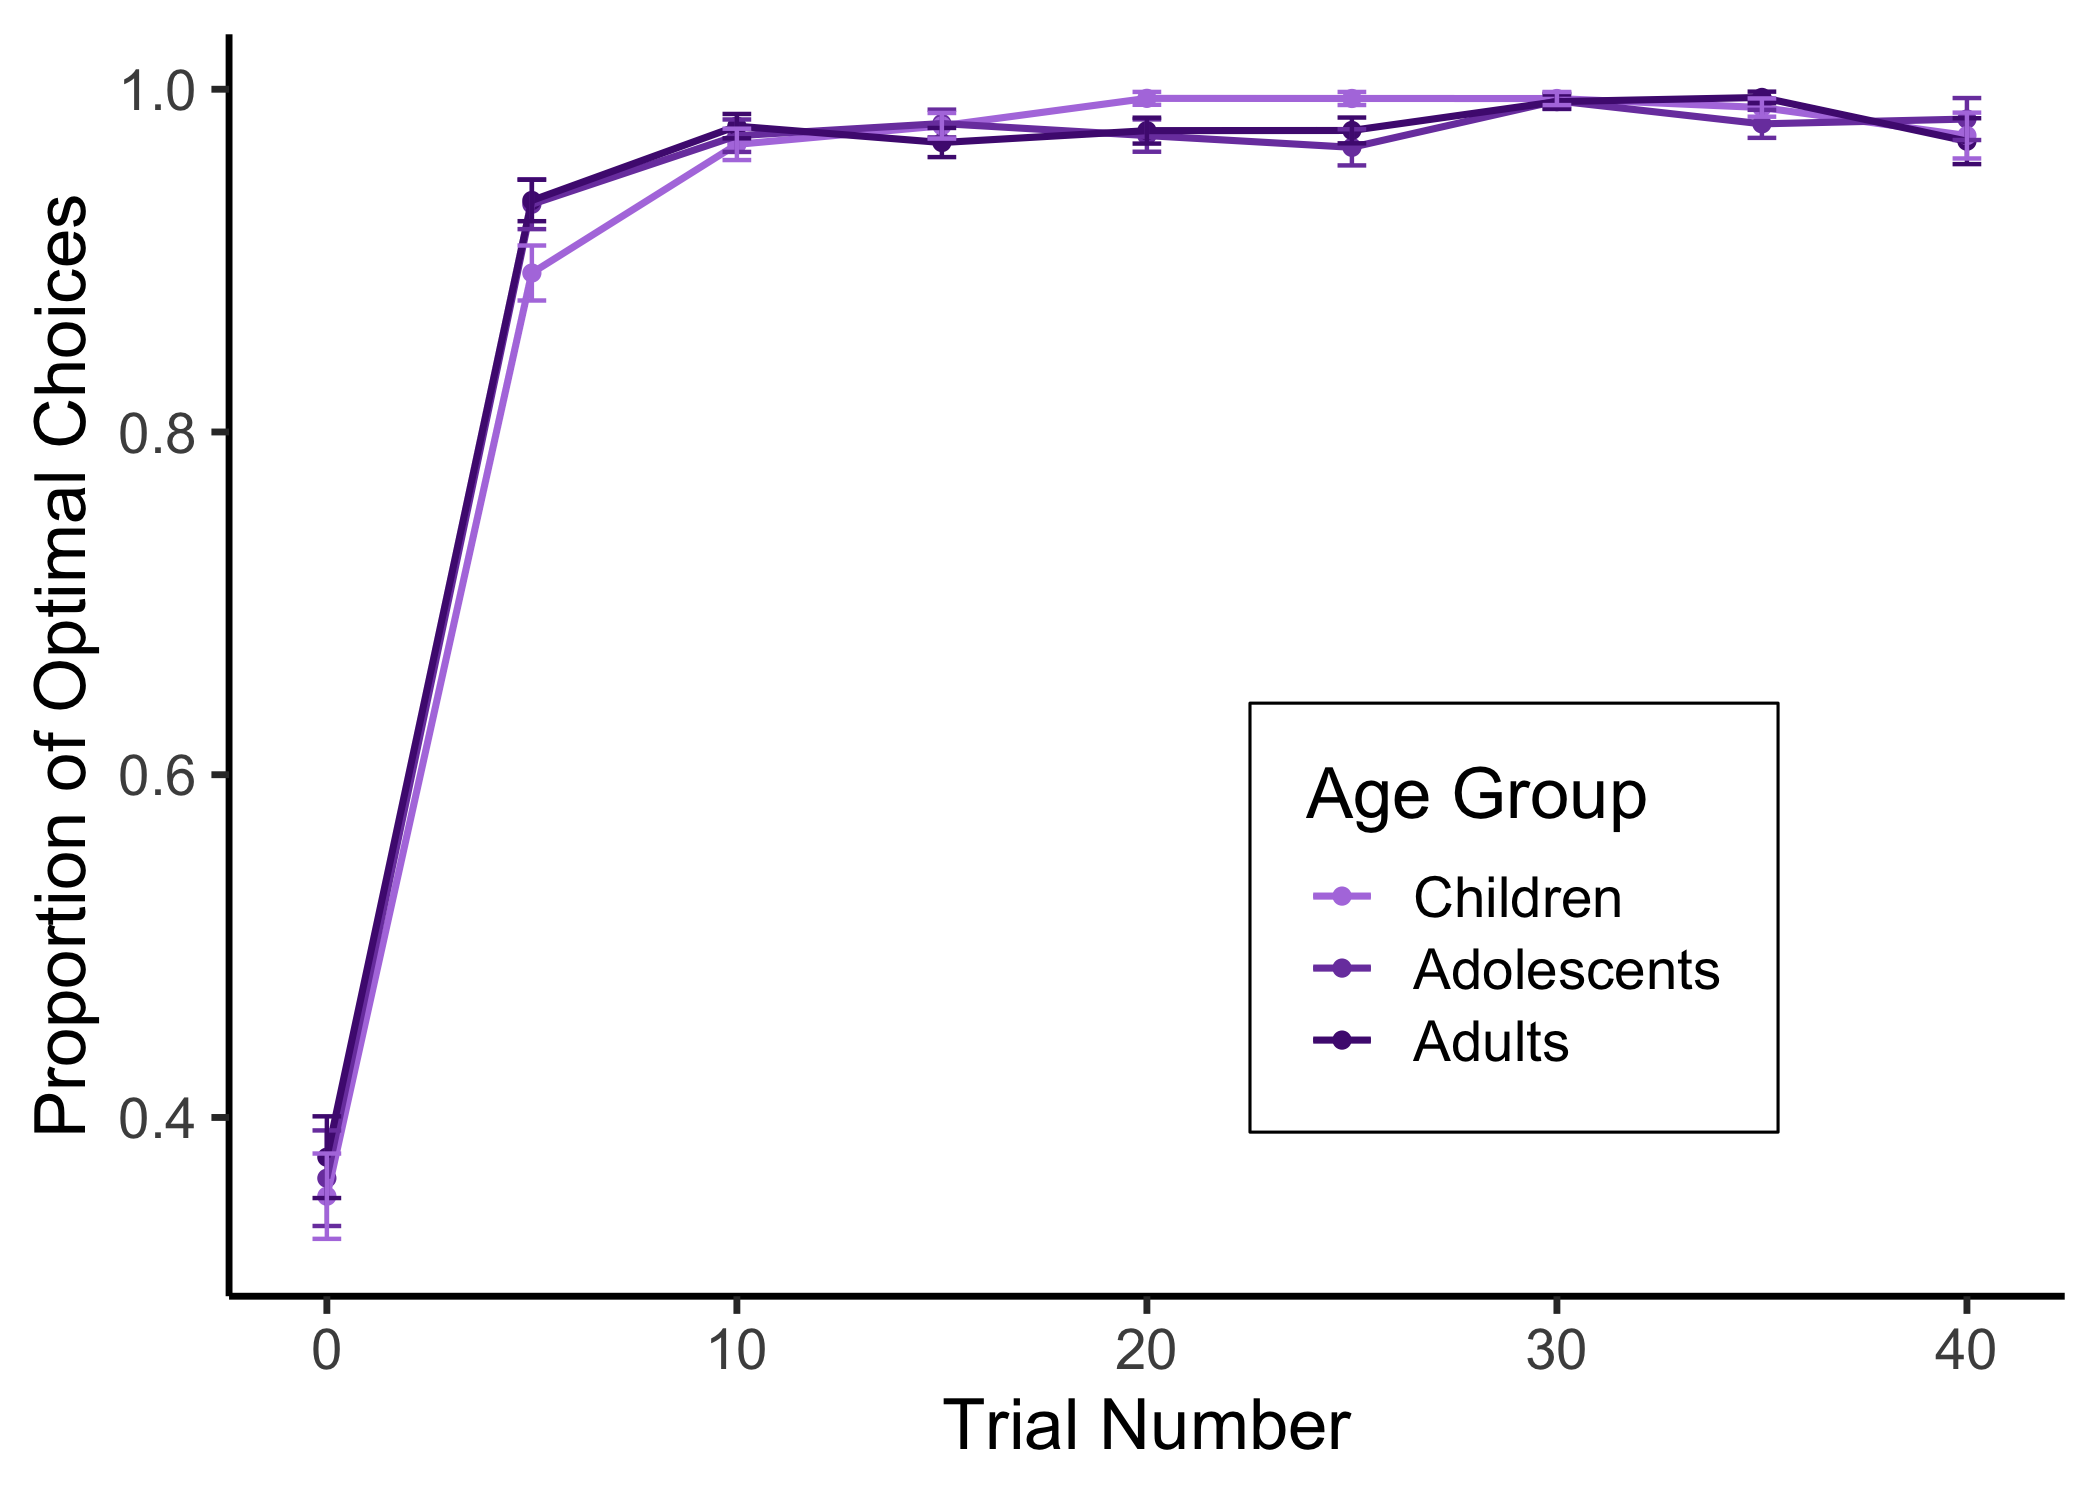 1.0
0.8
0.6
0.4
Proportion of Optimal Choices
Age Group
Children
Adolescents
Adults
0 10 20 30 40
Trial Number